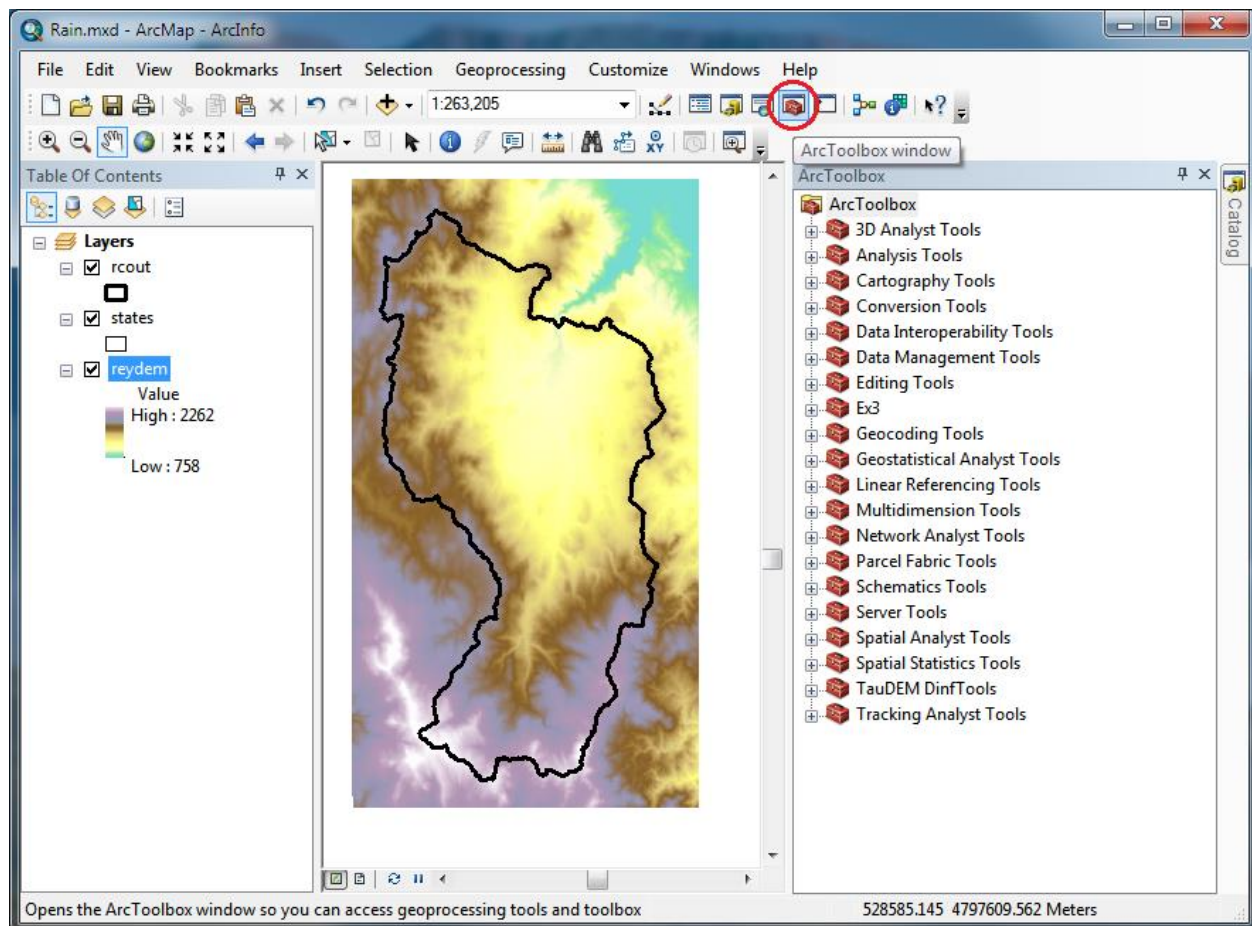 Rain.mxd - ArcMap - ArcInfo
File Edit View Bookmarks Insert Selection Geoprocessing Customize Windows Help
1:263,205
ArcToolbox window
Table Of Contents
Layers
rcout
states
reydem
Value
High : 2262
Low : 758
ArcToolbox
ArcToolbox
3D Analyst Tools
Analysis Tools
Cartography Tools
Conversion Tools
Data Interoperability Tools
Data Management Tools
Editing Tools
Ex3
Geocoding Tools
Geostatistical Analyst Tools
Linear Referencing Tools
Multidimension Tools
Network Analyst Tools
Parcel Fabric Tools
Schematics Tools
Server Tools
Spatial Analyst Tools
Spatial Statistics Tools
TauDEM DinfTools
Tracking Analyst Tools
Catalog
Opens the ArcToolbox window so you can access geoprocessing tools and toolbox
528585.145 4797609.562 Meters